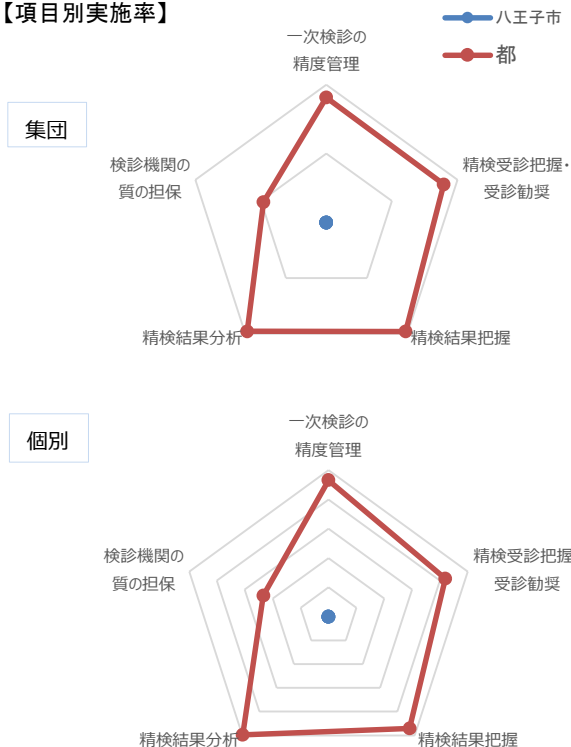 【項目別実施率】
八王子市
都
集団
一次検診の
精度管理
検診機関の
質の担保
精検受診把握・
受診勧奨
精検結果分析
精検結果把握
個別
一次検診の
精度管理
検診機関の
質の担保
精検受診把握
受診勧奨
精検結果分析
精検結果把握